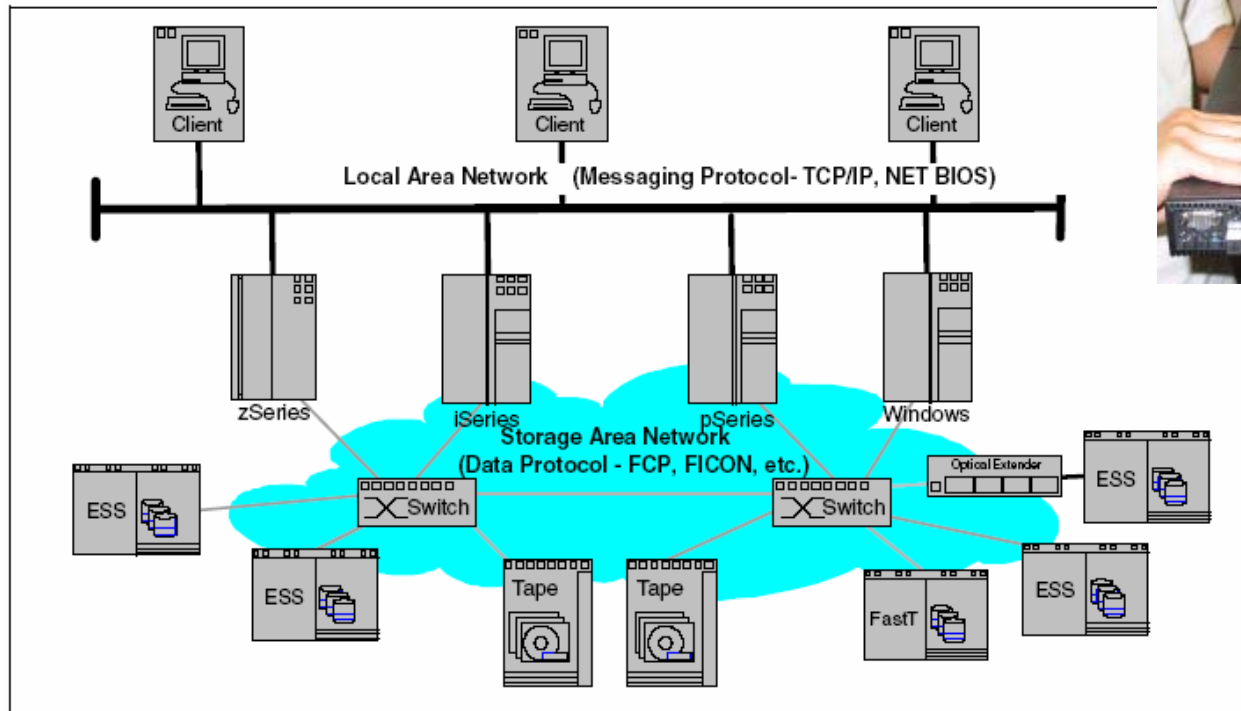 Client
Client
Client
Local Area Network (Messaging Protocol- TCP/IP, NET BIOS)
zSeries
iSeries
pSeries
Windows
Storage Area Network
(Data Protocol - FCP, FICON, etc.)
Optical Extender
ESS
ESS
Switch
Switch
ESS
Tape
Tape
FastT
ESS